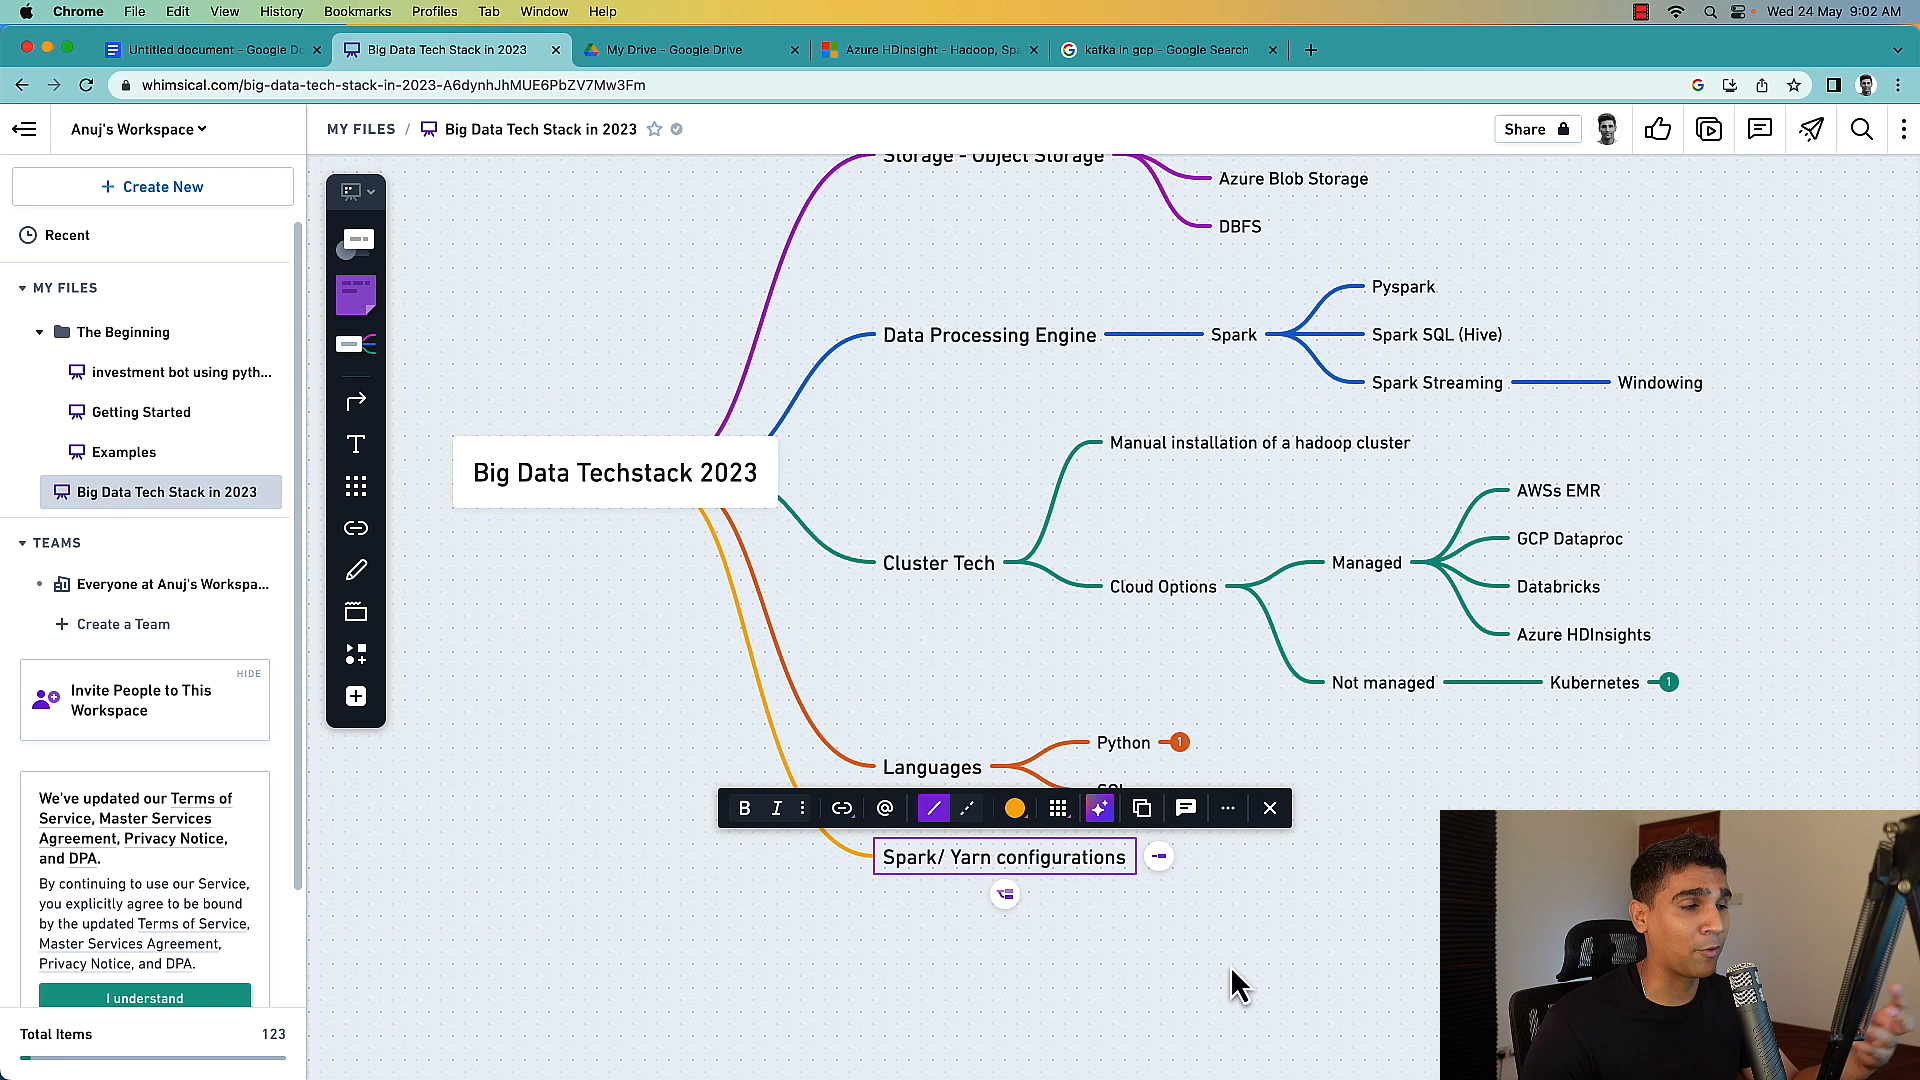 Chrome File Edit View History Bookmarks Profiles Tab Window Help Wed 24 May 9:02 AM
Untitled document - Google Do Big Data Tech Stack in 2023 My Drive - Google Drive Azure HDInsight - Hadoop, Spa kafka in gcp - Google Search
whimsical.com/big-data-tech-stack-in-2023-A6dynhJhMUE6PbZV7Mw3Fm
Anuj's Workspace
MY FILES / Big Data Tech Stack in 2023
Share
+ Create New
Recent
MY FILES
The Beginning
investment bot using pyth...
Getting Started
Examples
Big Data Tech Stack in 2023
TEAMS
Everyone at Anuj's Workspa...
+ Create a Team
HIDE
Invite People to This
Workspace
We've updated our Terms of
Service, Master Services
Agreement, Privacy Notice,
and DPA.
By continuing to use our Service,
you explicitly agree to be bound
by the updated Terms of Service,
Master Services Agreement,
Privacy Notice, and DPA.
I understand
Total Items 123
Storage - Object Storage
Azure Blob Storage
DBFS
Pyspark
Data Processing Engine
Spark
Spark SQL (Hive)
Spark Streaming
Windowing
Big Data Techstack 2023
Manual installation of a hadoop cluster
Cluster Tech
Cloud Options
Managed
AWSs EMR
GCP Dataproc
Databricks
Azure HDInsights
Not managed
Kubernetes
1
Languages
Python
1
B I @
Spark/ Yarn configurations